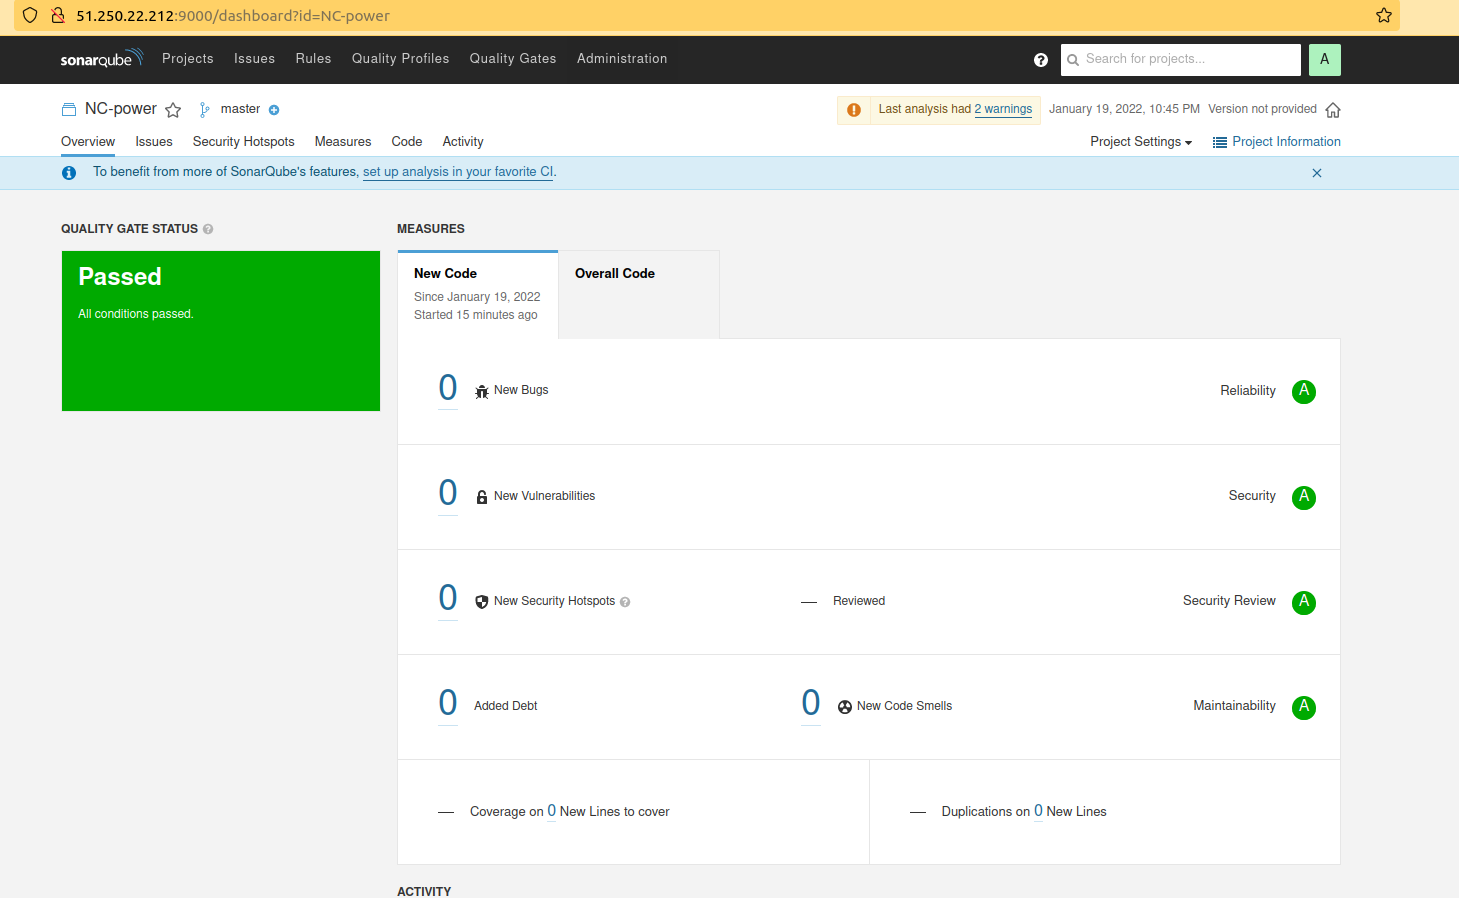 51.250.22.212:9000/dashboard?id=NC-power
sonarqube Projects Issues Rules Quality Profiles Quality Gates Administration ? Search for projects... A
NC-power master Last analysis had 2 warnings January 19, 2022, 10:45 PM Version not provided
Overview Issues Security Hotspots Measures Code Activity Project Settings Project Information
To benefit from more of SonarQube's features, set up analysis in your favorite CI.
QUALITY GATE STATUS ?
Passed
All conditions passed.
MEASURES
New Code
Since January 19, 2022
Started 15 minutes ago
Overall Code
0 New Bugs Reliability A
0 New Vulnerabilities Security A
0 New Security Hotspots ? — Reviewed Security Review A
0 Added Debt 0 New Code Smells Maintainability A
— Coverage on 0 New Lines to cover
— Duplications on 0 New Lines
ACTIVITY